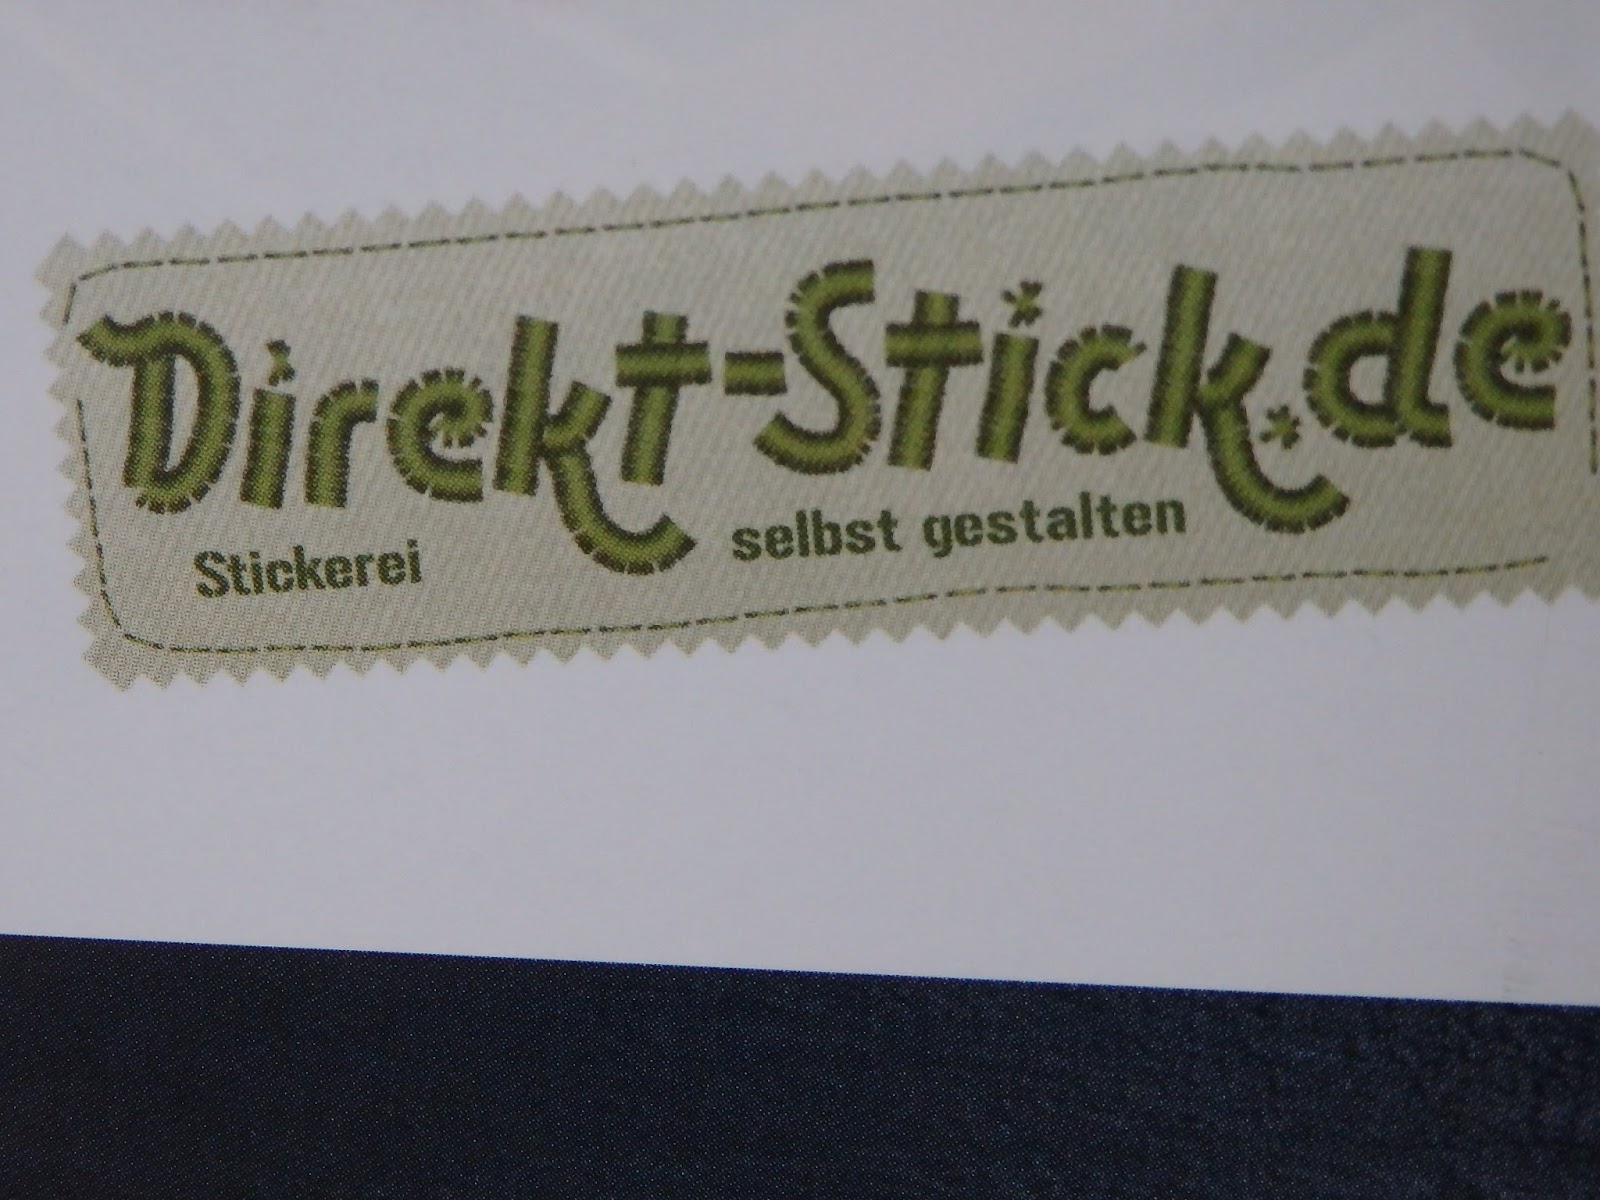 Direkt-Stick.de
Stickerei selbst gestalten